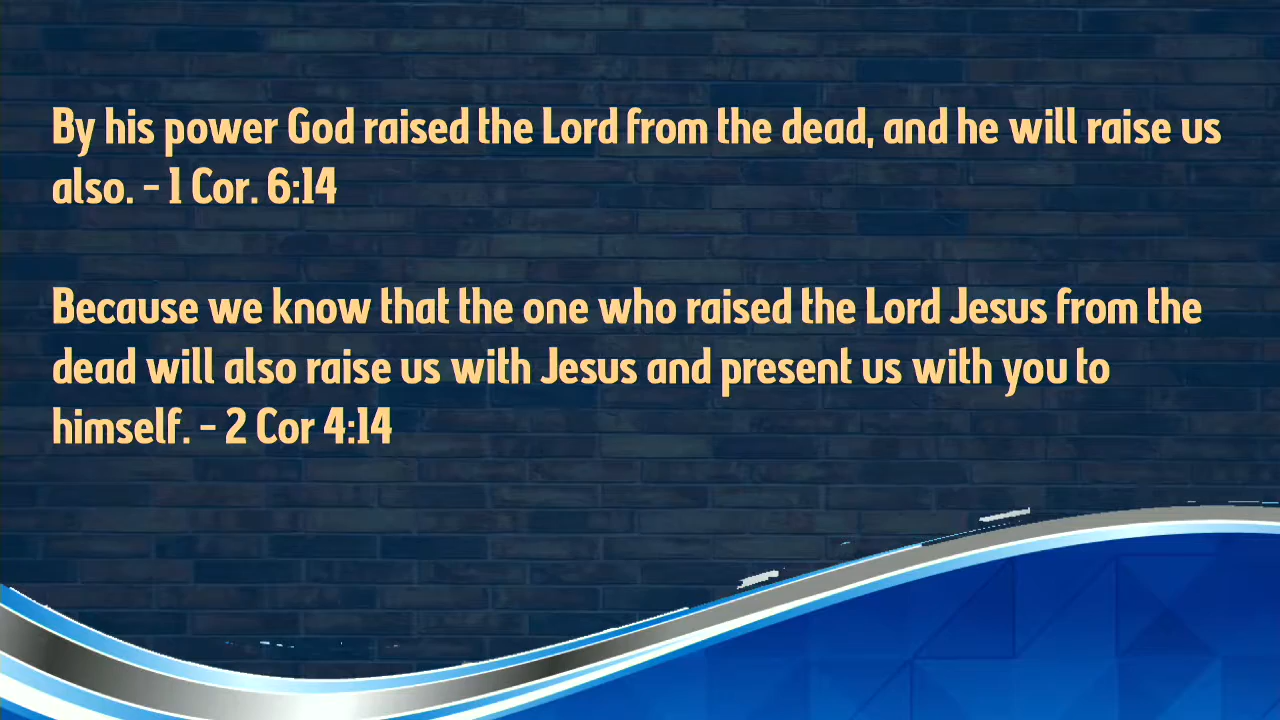 By his power God raised the Lord from the dead, and he will raise us
also. - 1 Cor. 6:14
Because we know that the one who raised the Lord Jesus from the
dead will also raise us with Jesus and present us with you to
himself. - 2 Cor 4:14